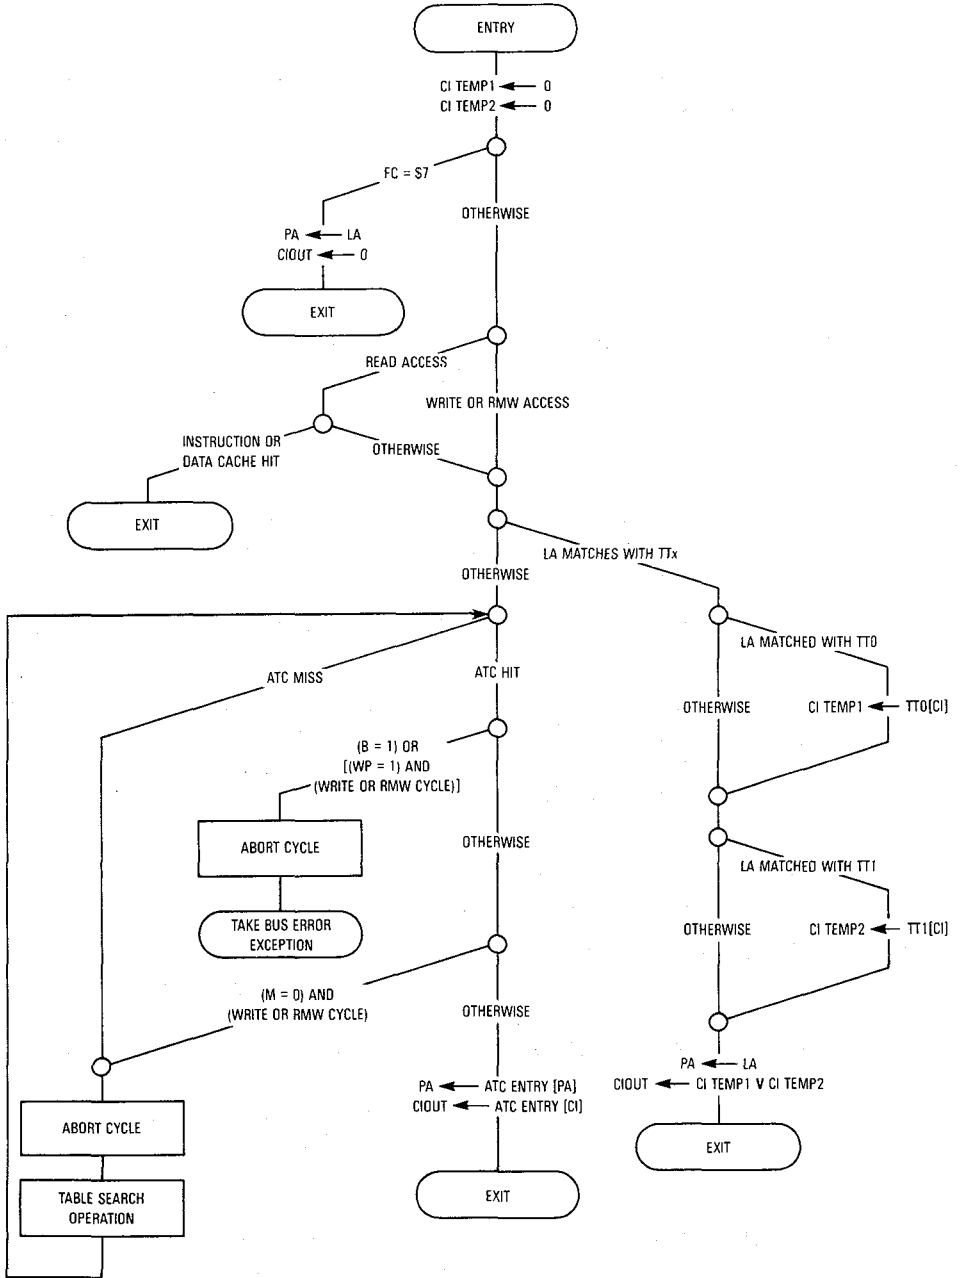 ENTRY
CI TEMP1 ← 0
CI TEMP2 ← 0
FC = $7
OTHERWISE
PA ← LA
CIOUT ← 0
EXIT
READ ACCESS
WRITE OR RMW ACCESS
INSTRUCTION OR
DATA CACHE HIT
OTHERWISE
EXIT
LA MATCHES WITH TTx
OTHERWISE
LA MATCHED WITH TT0
ATC MISS
ATC HIT
OTHERWISE
CI TEMP1 ← TT0[CI]
(B = 1) OR
[(WP = 1) AND
(WRITE OR RMW CYCLE)]
ABORT CYCLE
OTHERWISE
LA MATCHED WITH TT1
TAKE BUS ERROR
EXCEPTION
OTHERWISE
CI TEMP2 ← TT1[CI]
(M = 0) AND
(WRITE OR RMW CYCLE)
OTHERWISE
PA ← LA
CIOUT ← CI TEMP1 V CI TEMP2
PA ← ATC ENTRY [PA]
CIOUT ← ATC ENTRY [CI]
ABORT CYCLE
EXIT
TABLE SEARCH
OPERATION
EXIT